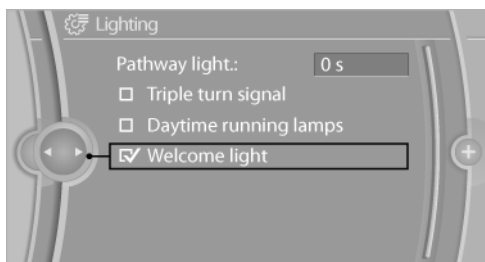 Lighting
Pathway light.: 0 s
Triple turn signal
Daytime running lamps
Welcome light